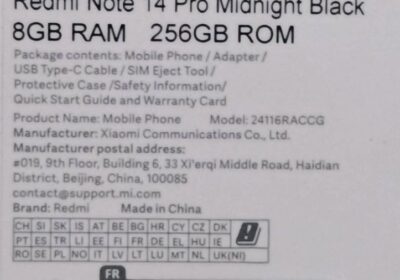 Redmi Note 14 Pro Midnight Black
8GB RAM 256GB ROM
Package contents: Mobile Phone / Adapter/
USB Type-C Cable / SIM Eject Tool /
Protective Case /Safety Information/
Quick Start Guide and Warranty Card
Product Name: Mobile Phone Model: 24116RACCG
Manufacturer: Xiaomi Communications Co., Ltd.
Manufacturer postal address:
#019, 9th Floor, Building 6, 33 Xi'erqi Middle Road, Haidian
District, Beijing, China, 100085
contact@support.mi.com
Brand: Redmi Made in China
CH SI SK IS AT BE BG HR CY CZ DK
PT ES TR LI EE FI FR DE EL HU IE
RO SE PL NO IT LV LT LU MT NL UK(NI)
FR